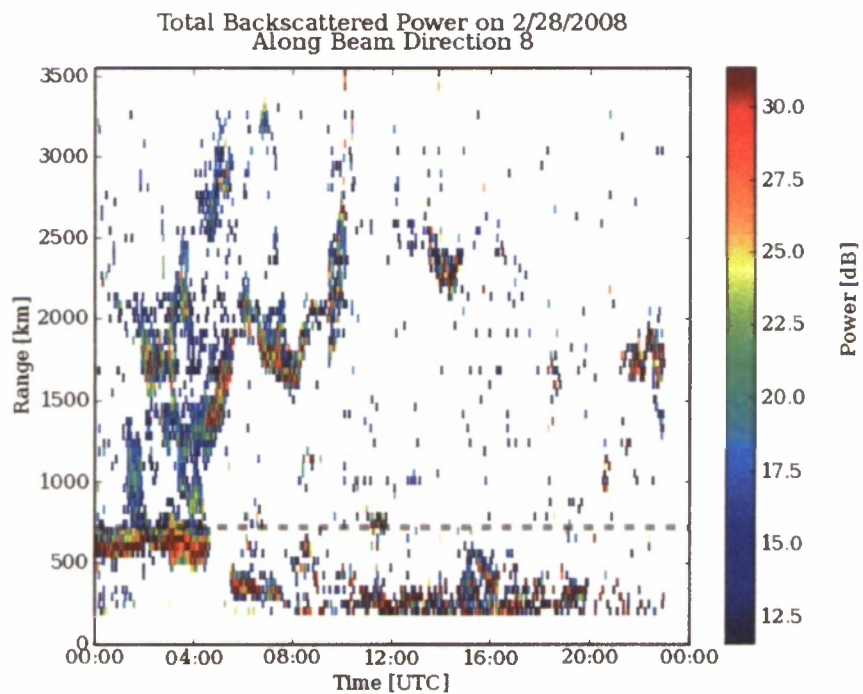 Total Backscattered Power on 2/28/2008
Along Beam Direction 8
3500
3000
2500
2000
1500
1000
500
0
Range [km]
00:00 04:00 08:00 12:00 16:00 20:00 00:00
Time [UTC]
30.0
27.5
25.0
22.5
20.0
17.5
15.0
12.5
Power [dB]